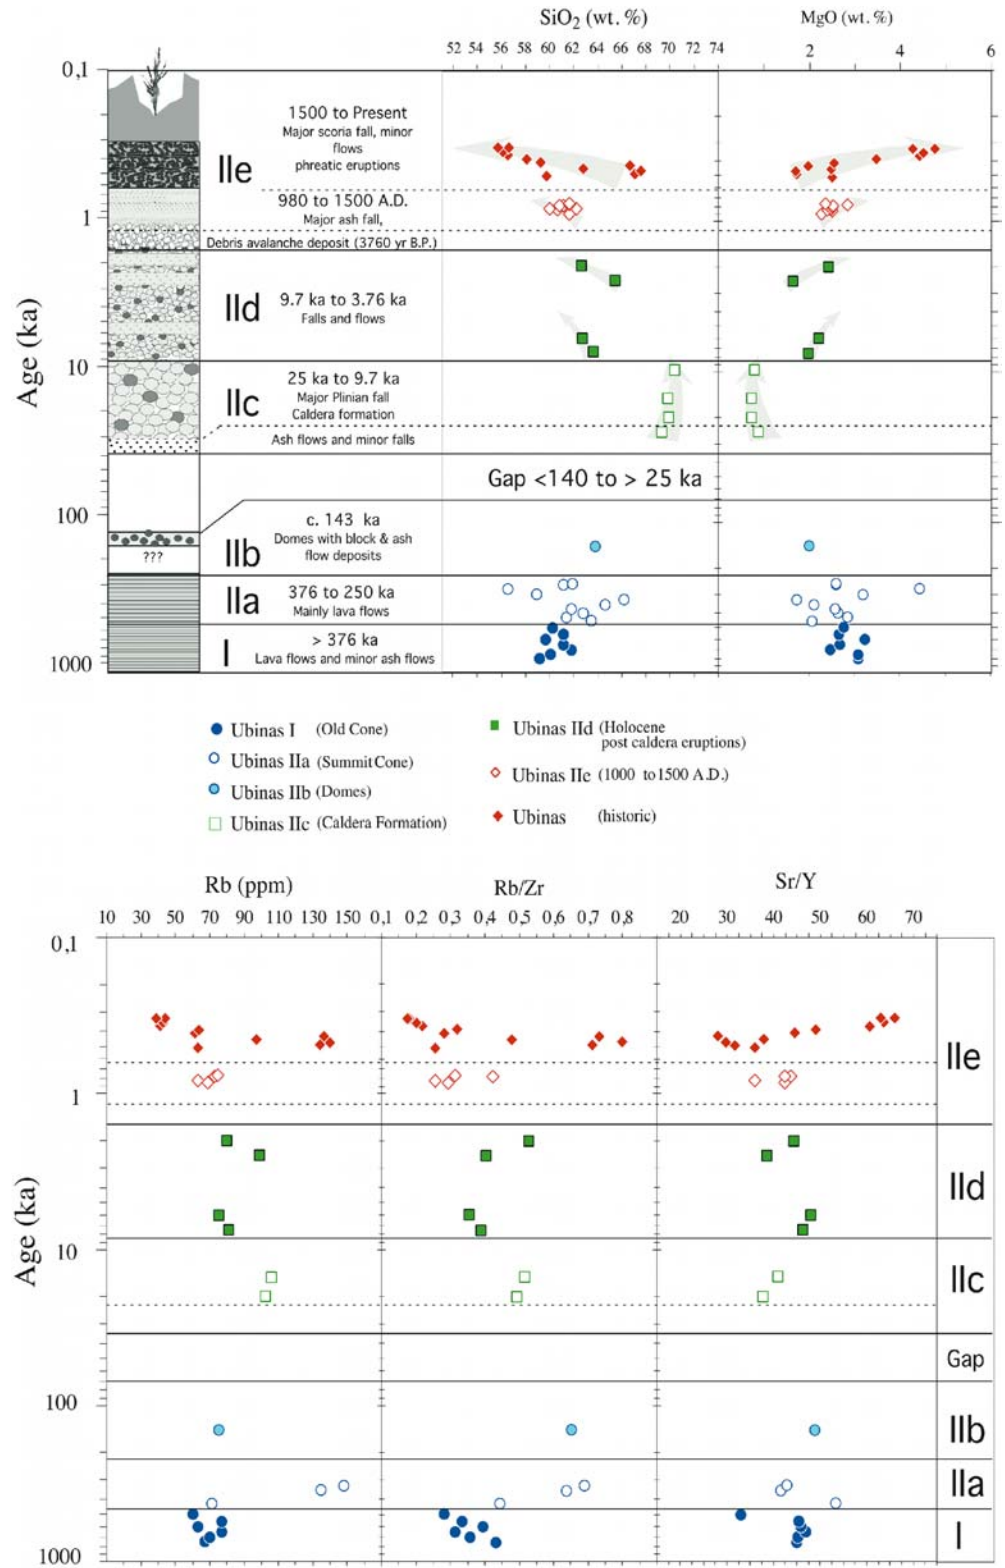 SiO2 (wt. %) MgO (wt. %)
52 54 56 58 60 62 64 66 68 70 72 74 2 4 6
0,1
1500 to Present
Major scoria fall, minor
flows
phreatic eruptions
IIe
980 to 1500 A.D.
Major ash fall,
1
Debris avalanche deposit (3760 yr B.P.)
IId
9.7 ka to 3.76 ka
Falls and flows
Age (ka)
10
IIc
25 ka to 9.7 ka
Major Plinian fall
Caldera formation
Ash flows and minor falls
Gap <140 to > 25 ka
100
c. 143 ka
Domes with block & ash
flow deposits
???
IIb
IIa
376 to 250 ka
Mainly lava flows
I
> 376 ka
Lava flows and minor ash flows
1000
Ubinas I (Old Cone)
Ubinas IIa (Summit Cone)
Ubinas IIb (Domes)
Ubinas IIc (Caldera Formation)
Ubinas IId (Holocene
post caldera eruptions)
Ubinas IIe (1000 to 1500 A.D.)
Ubinas (historic)
Rb (ppm) Rb/Zr Sr/Y
10 30 50 70 90 110 130 150 0,1 0,2 0,3 0,4 0,5 0,6 0,7 0,8 20 30 40 50 60 70
0,1
IIe
1
IId
Age (ka)
10
IIc
Gap
100
IIb
IIa
I
1000